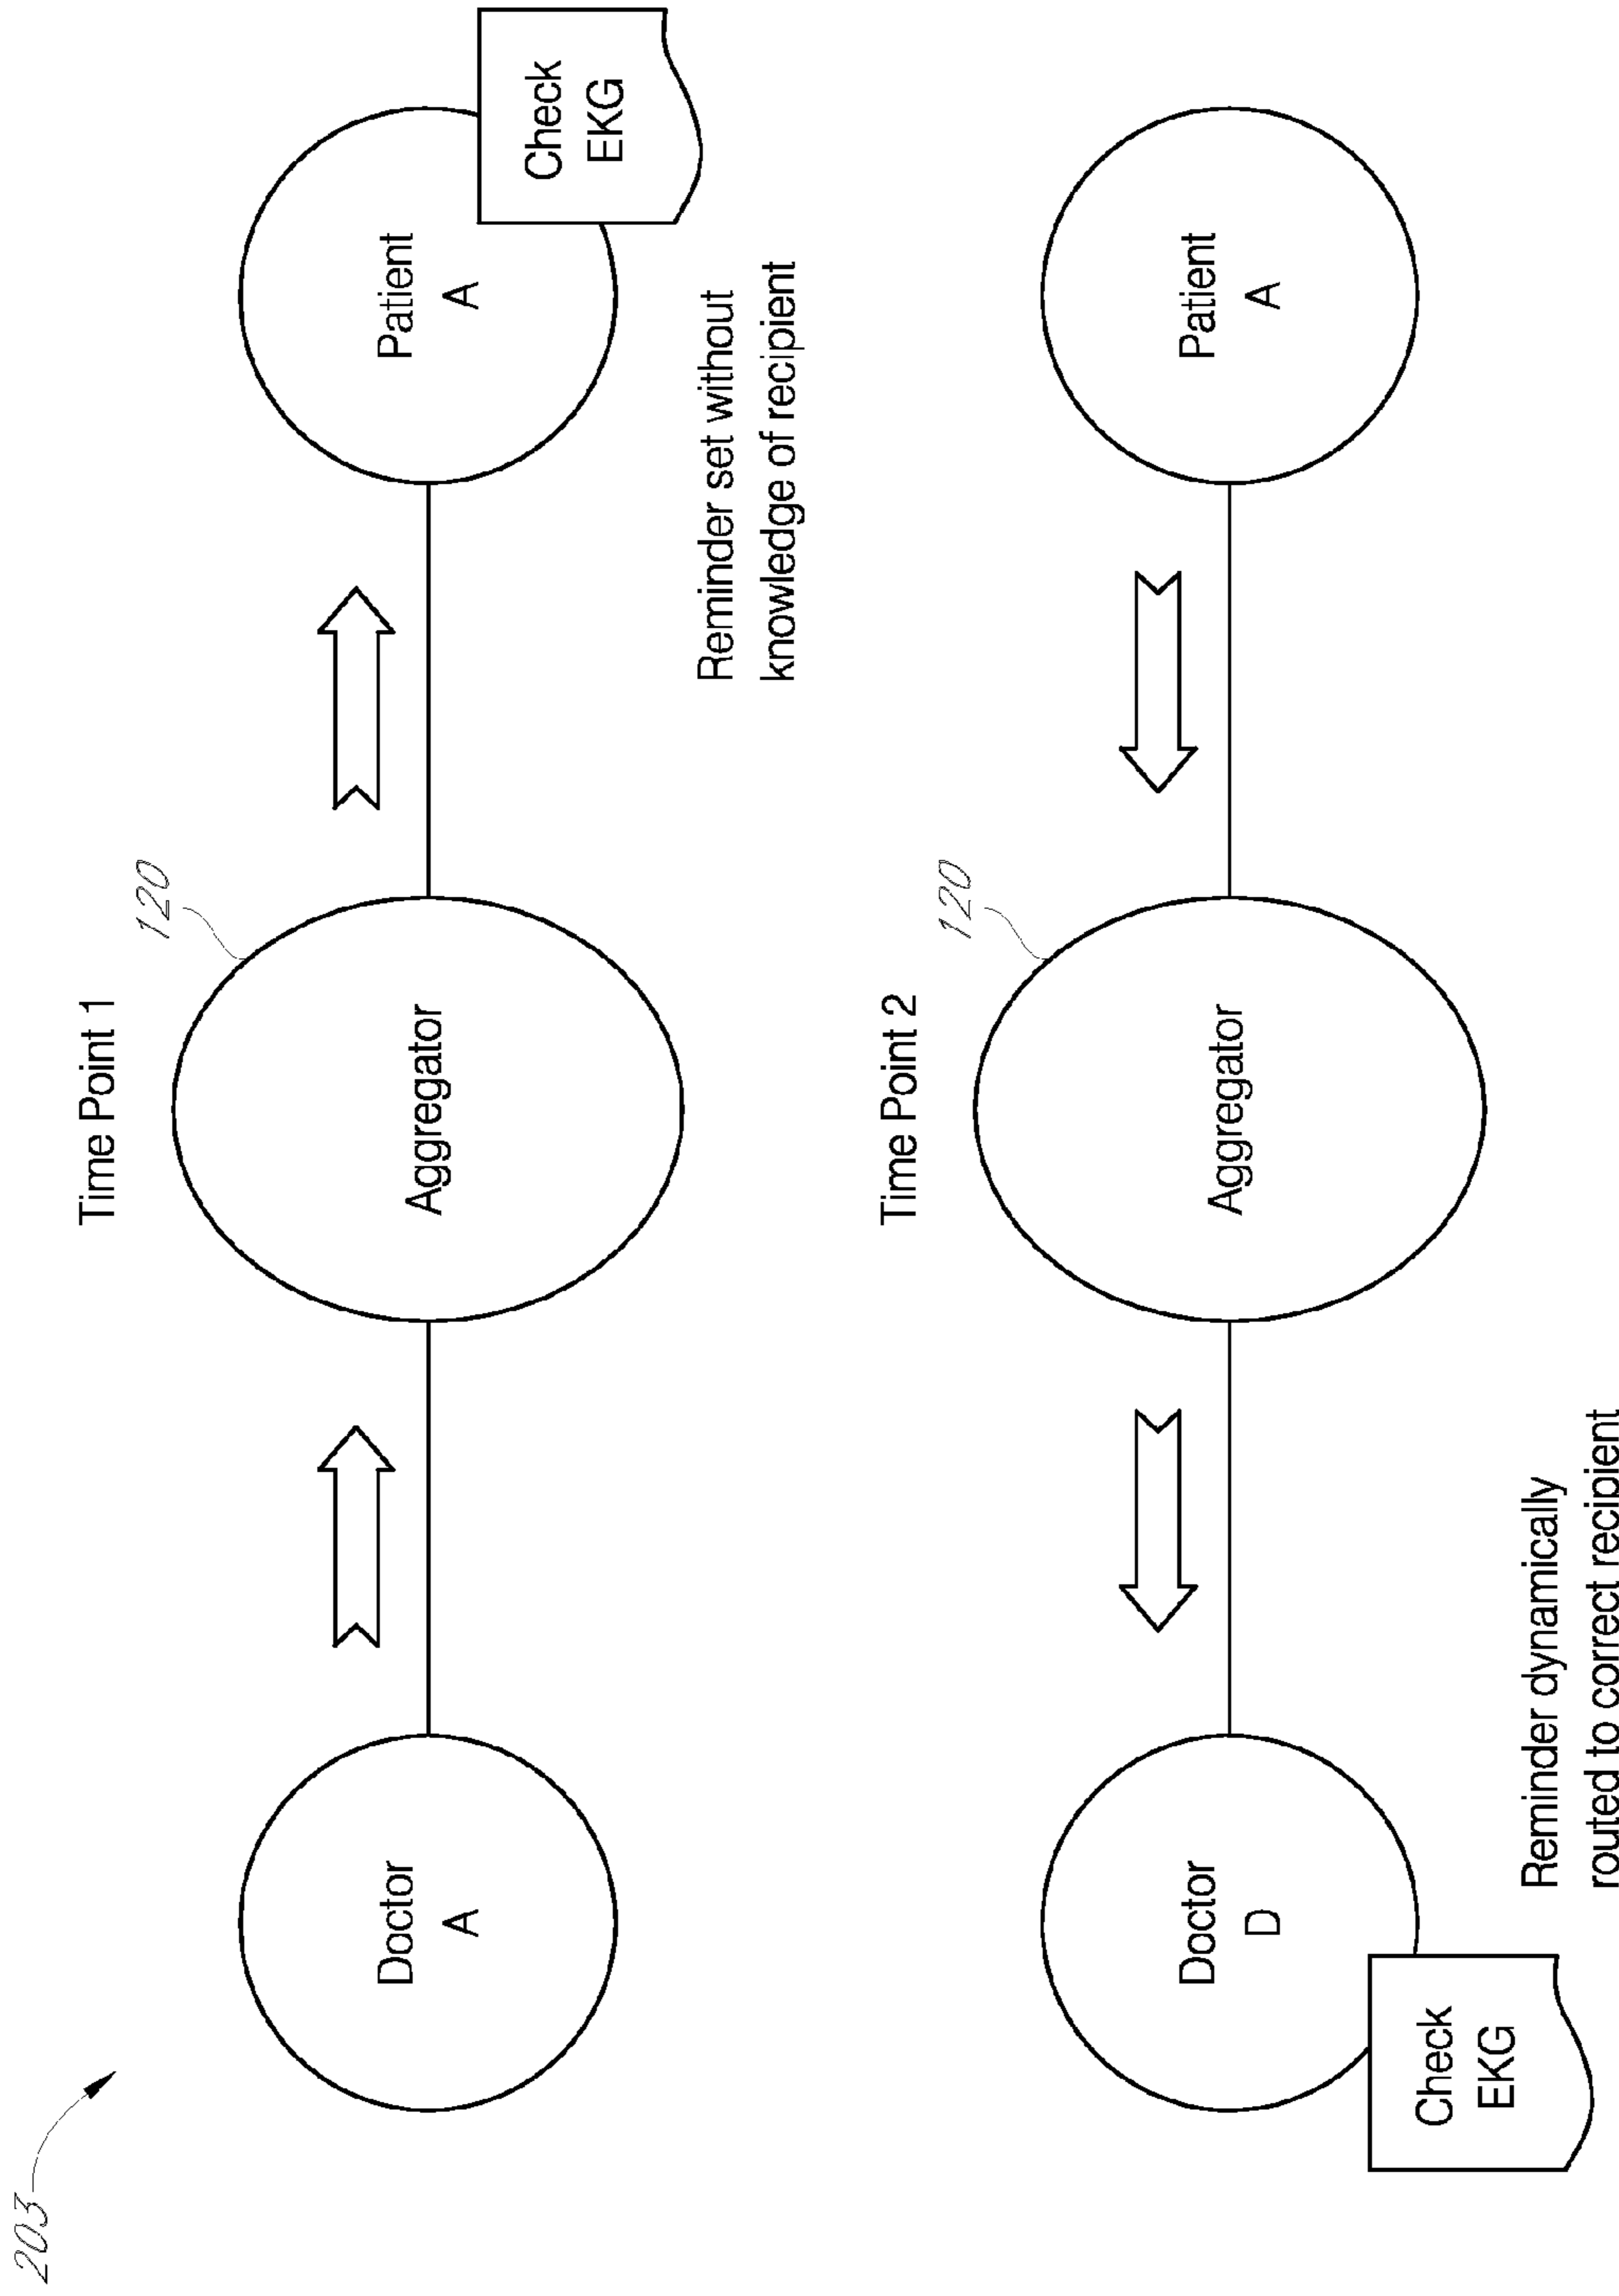 203
Time Point 1
120
Doctor
A
Aggregator
Patient
A
Check
EKG
Reminder set without
knowledge of recipient
Time Point 2
120
Doctor
D
Aggregator
Patient
A
Check
EKG
Reminder dynamically
routed to correct recipient